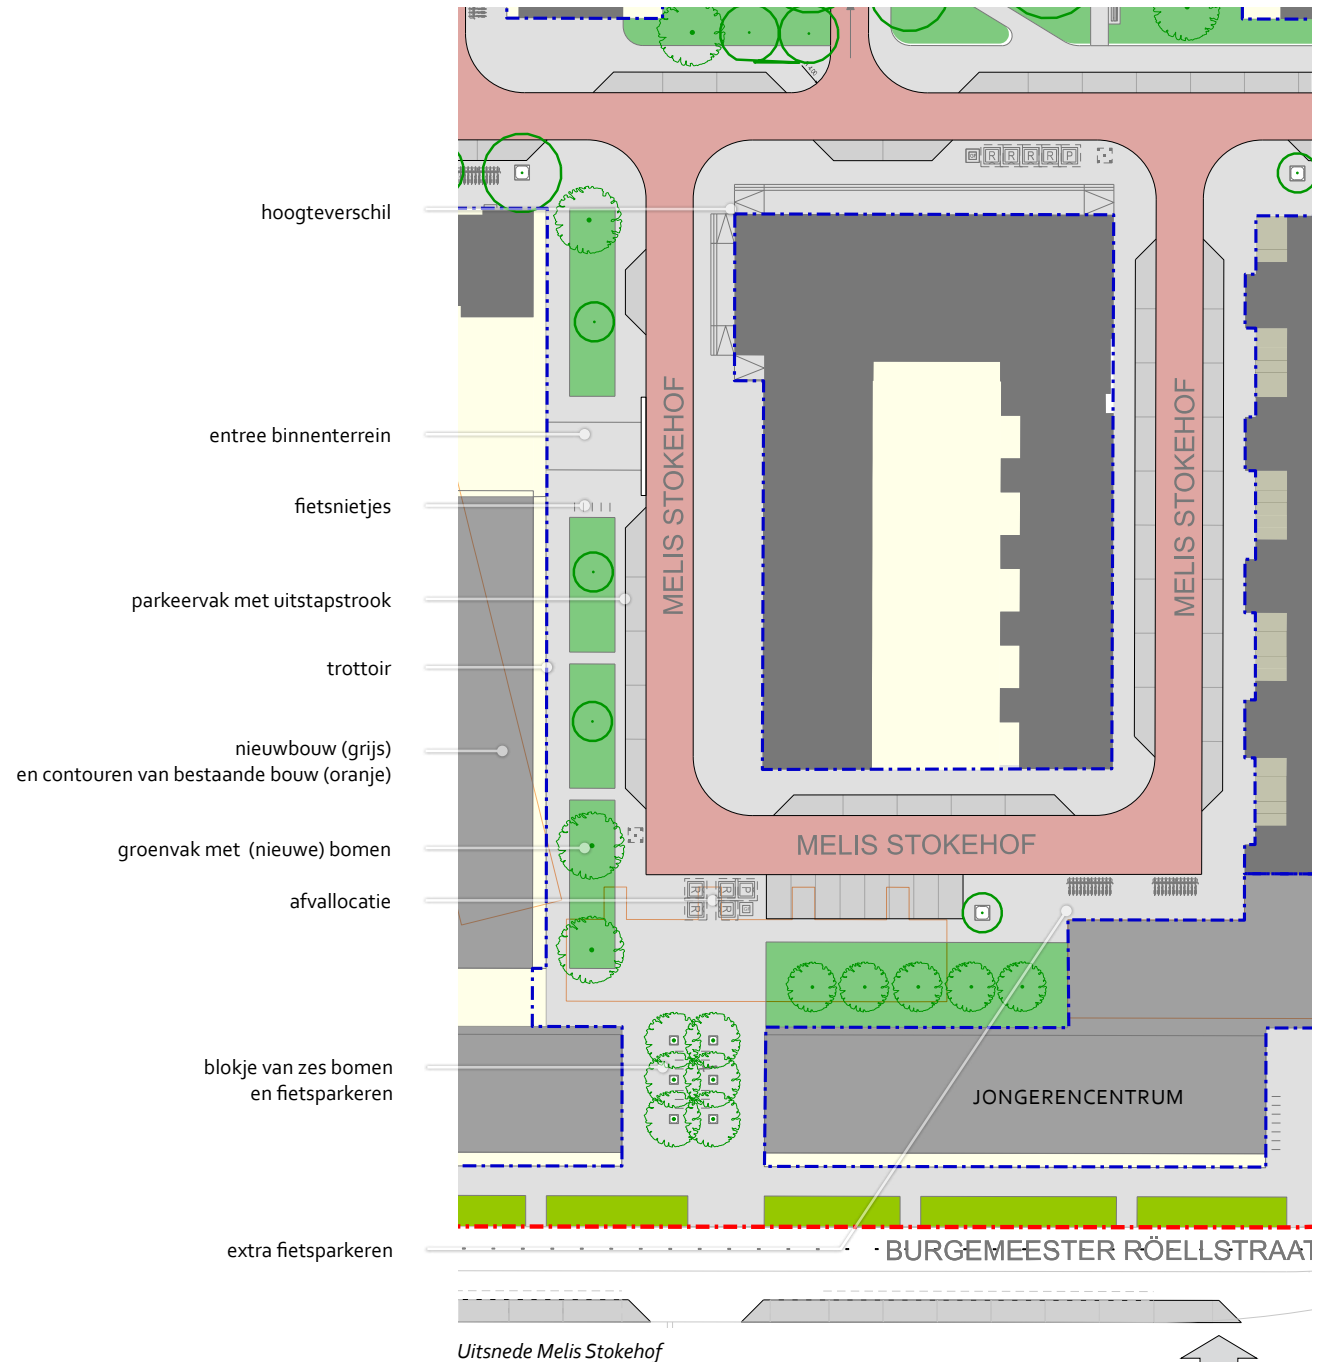 hoogteverschil
entree binnenterrein
fietsnietjes
parkeervak met uitstapstrook
trottoir
nieuwbouw (grijs)
en contouren van bestaande bouw (oranje)
groenvak met (nieuwe) bomen
afvallocatie
blokje van zes bomen
en fietsparkeren
extra fietsparkeren
R R R R P
MELIS STOKEHOF
MELIS STOKEHOF
MELIS STOKEHOF
R R P
R R
JONGERENCENTRUM
BURGEMEESTER RÖELLSTRAAT
Uitsnede Melis Stokehof